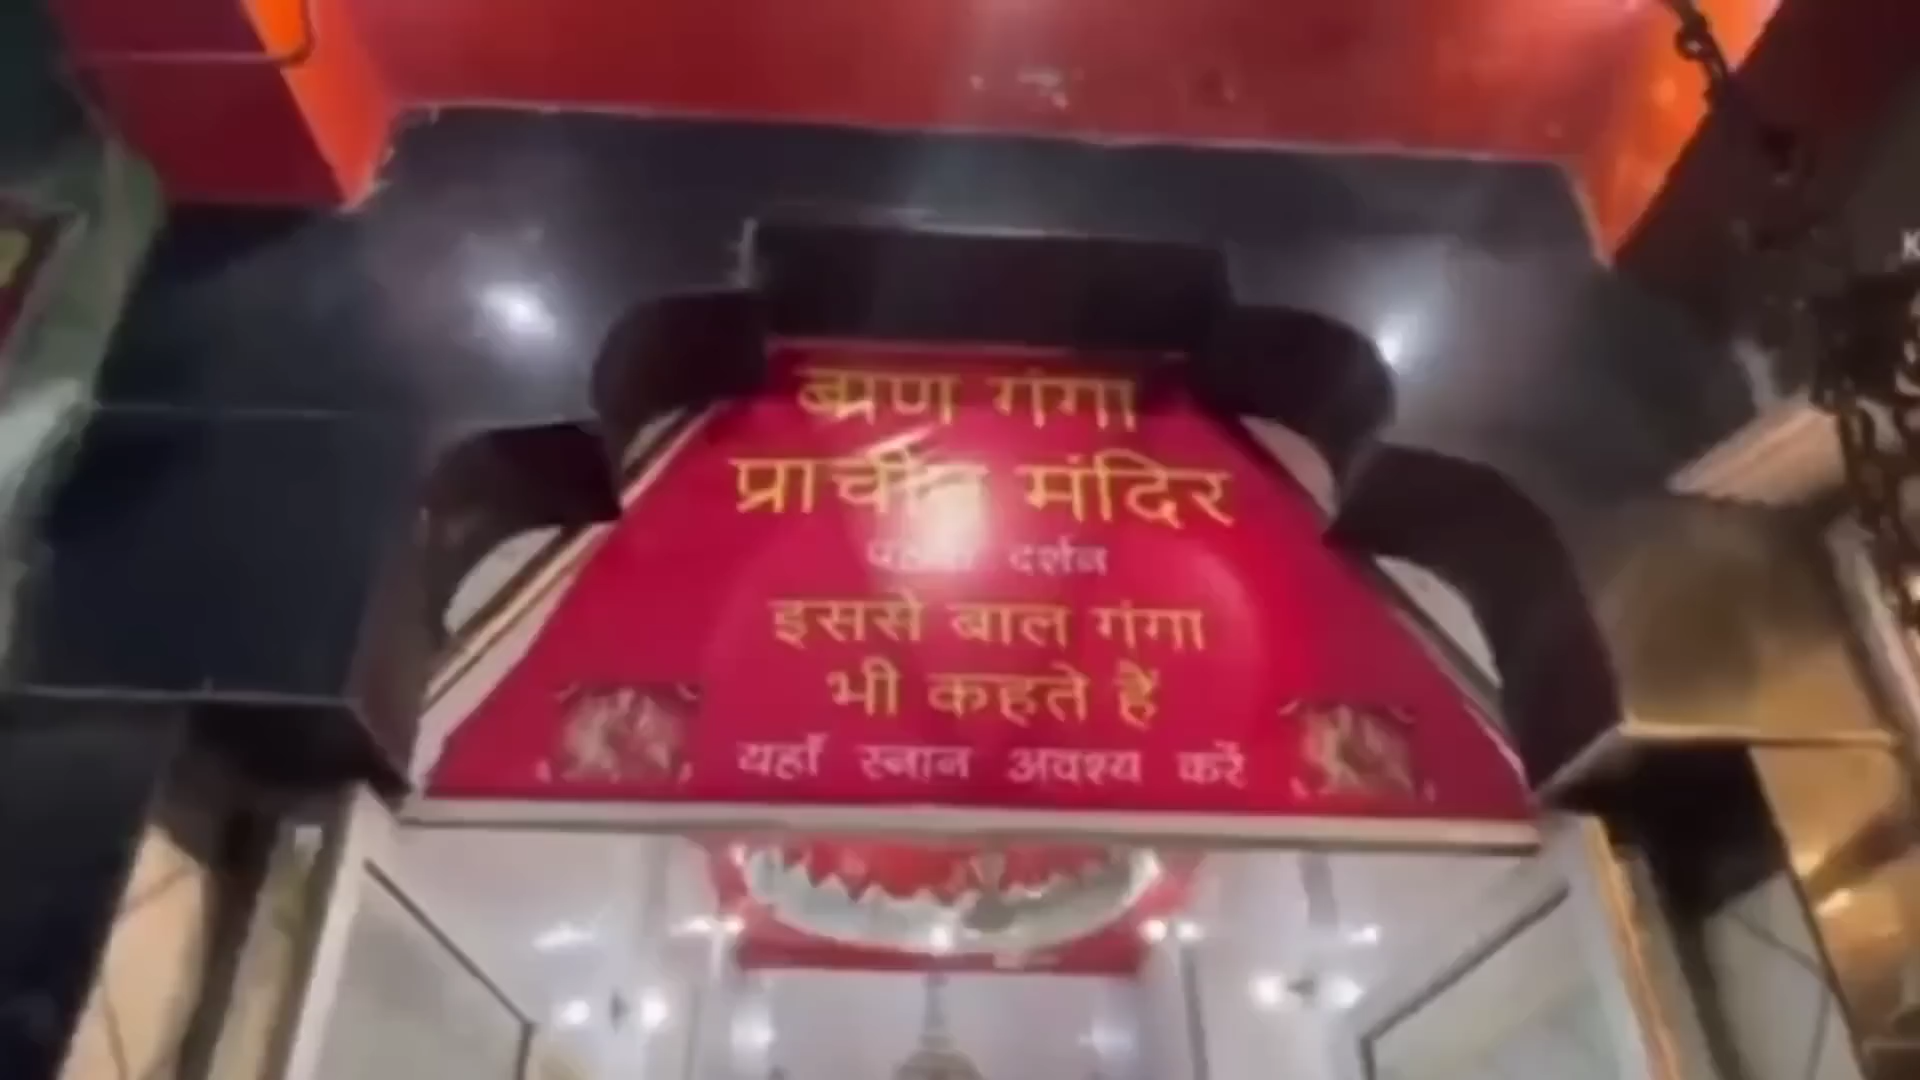 बाण गंगा
प्राचीन मंदिर
दर्शन
इससे बाल गंगा
भी कहते हैं
यहाँ स्नान अवश्य करें